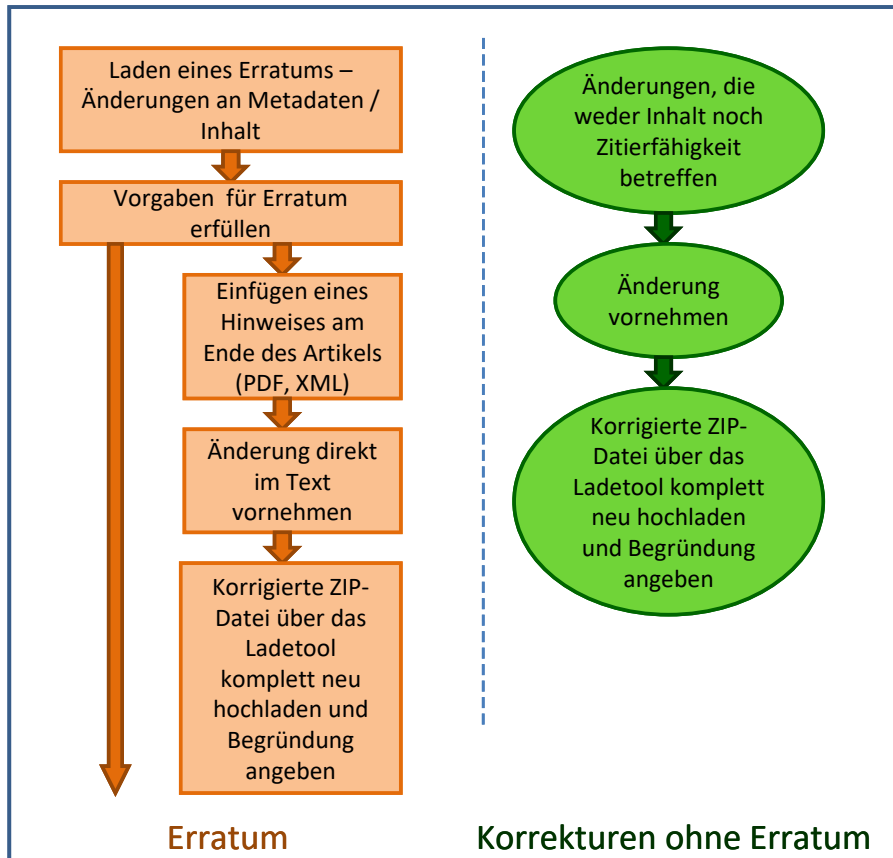 Laden eines Erratums –
Änderungen an Metadaten /
Inhalt
Vorgaben für Erratum
erfüllen
Einfügen eines
Hinweises am
Ende des Artikels
(PDF, XML)
Änderung direkt
im Text
vornehmen
Korrigierte ZIP-
Datei über das
Ladetool
komplett neu
hochladen und
Begründung
angeben
Erratum
Änderungen, die
weder Inhalt noch
Zitierfähigkeit
betreffen
Änderung
vornehmen
Korrigierte ZIP-
Datei über das
Ladetool komplett
neu hochladen
und Begründung
angeben
Korrekturen ohne Erratum